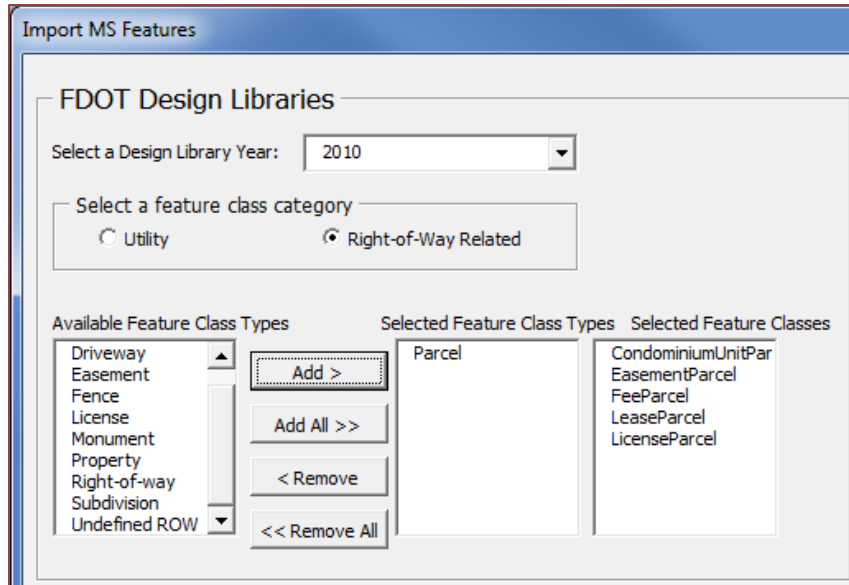 Import MS Features
FDOT Design Libraries
Select a Design Library Year: 2010
Select a feature class category
Utility Right-of-Way Related
Available Feature Class Types Selected Feature Class Types Selected Feature Classes
Driveway
Easement
Fence
License
Monument
Property
Right-of-way
Subdivision
Undefined ROW
Add >
Add All >>
< Remove
<< Remove All
Parcel
CondominiumUnitPar
EasementParcel
FeeParcel
LeaseParcel
LicenseParcel